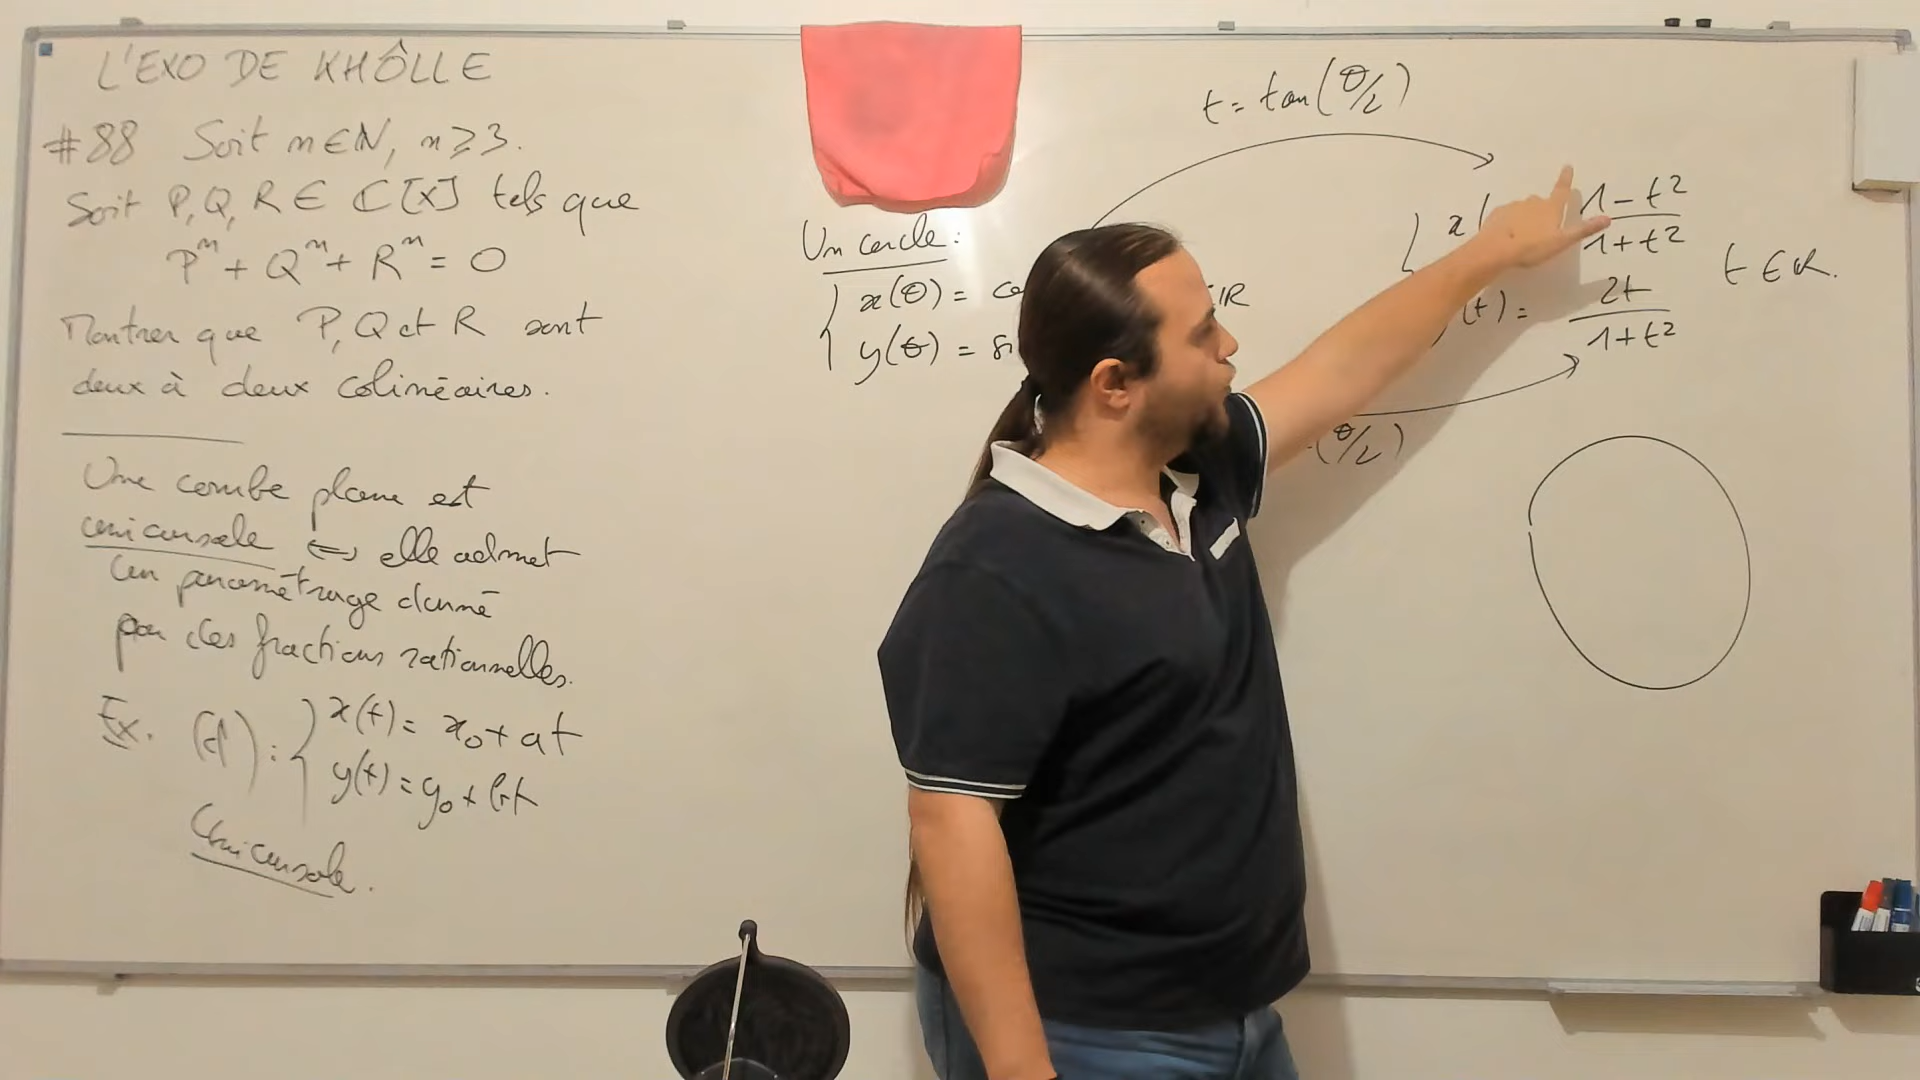 L'EXO DE KHÔLLE
#88 Soit n∈ℕ, n⩾3.
Soit P, Q, R ∈ ℂ[X] tels que
Pⁿ + Qⁿ + Rⁿ = 0
Montrer que P, Q et R sont
deux à deux colinéaires.
Une courbe plane est
unicursale ⇔ elle admet
un paramétrage donné
par des fractions rationnelles.
Ex. (d) : { x(t) = x₀ + at
y(t) = y₀ + bt
Unicursale.
Un cercle :
{ x(θ) =
y(θ) =
∈ℝ
t = tan(θ/2)
{ x
1-t²
1+t²
(t) =
2t
1+t²
t∈ℝ.
(θ/2)